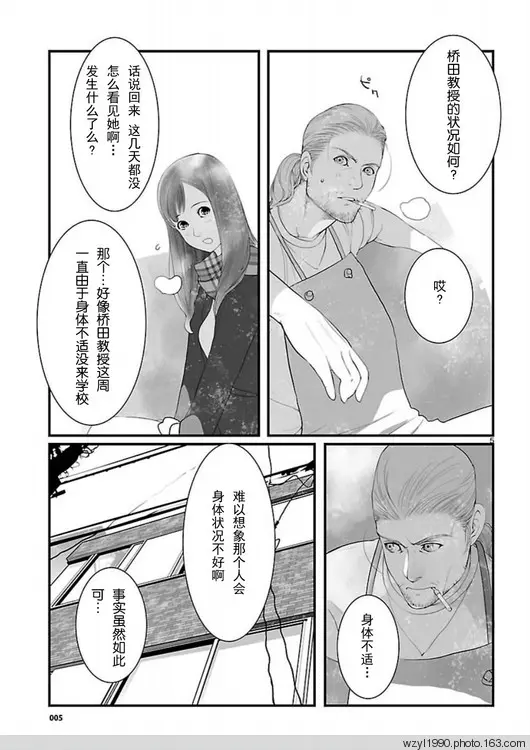 桥田教授的状况如何?
ピク
哎?
话说回来 这几天都没
怎么看见她啊…
发生什么了么?
那个…好像桥田教授这周
一直由于身体不适没来学校
身体不适…
难以想象那个人会
身体状况不好啊
事实虽然如此
可…
005
wzyl1990.photo.163.com